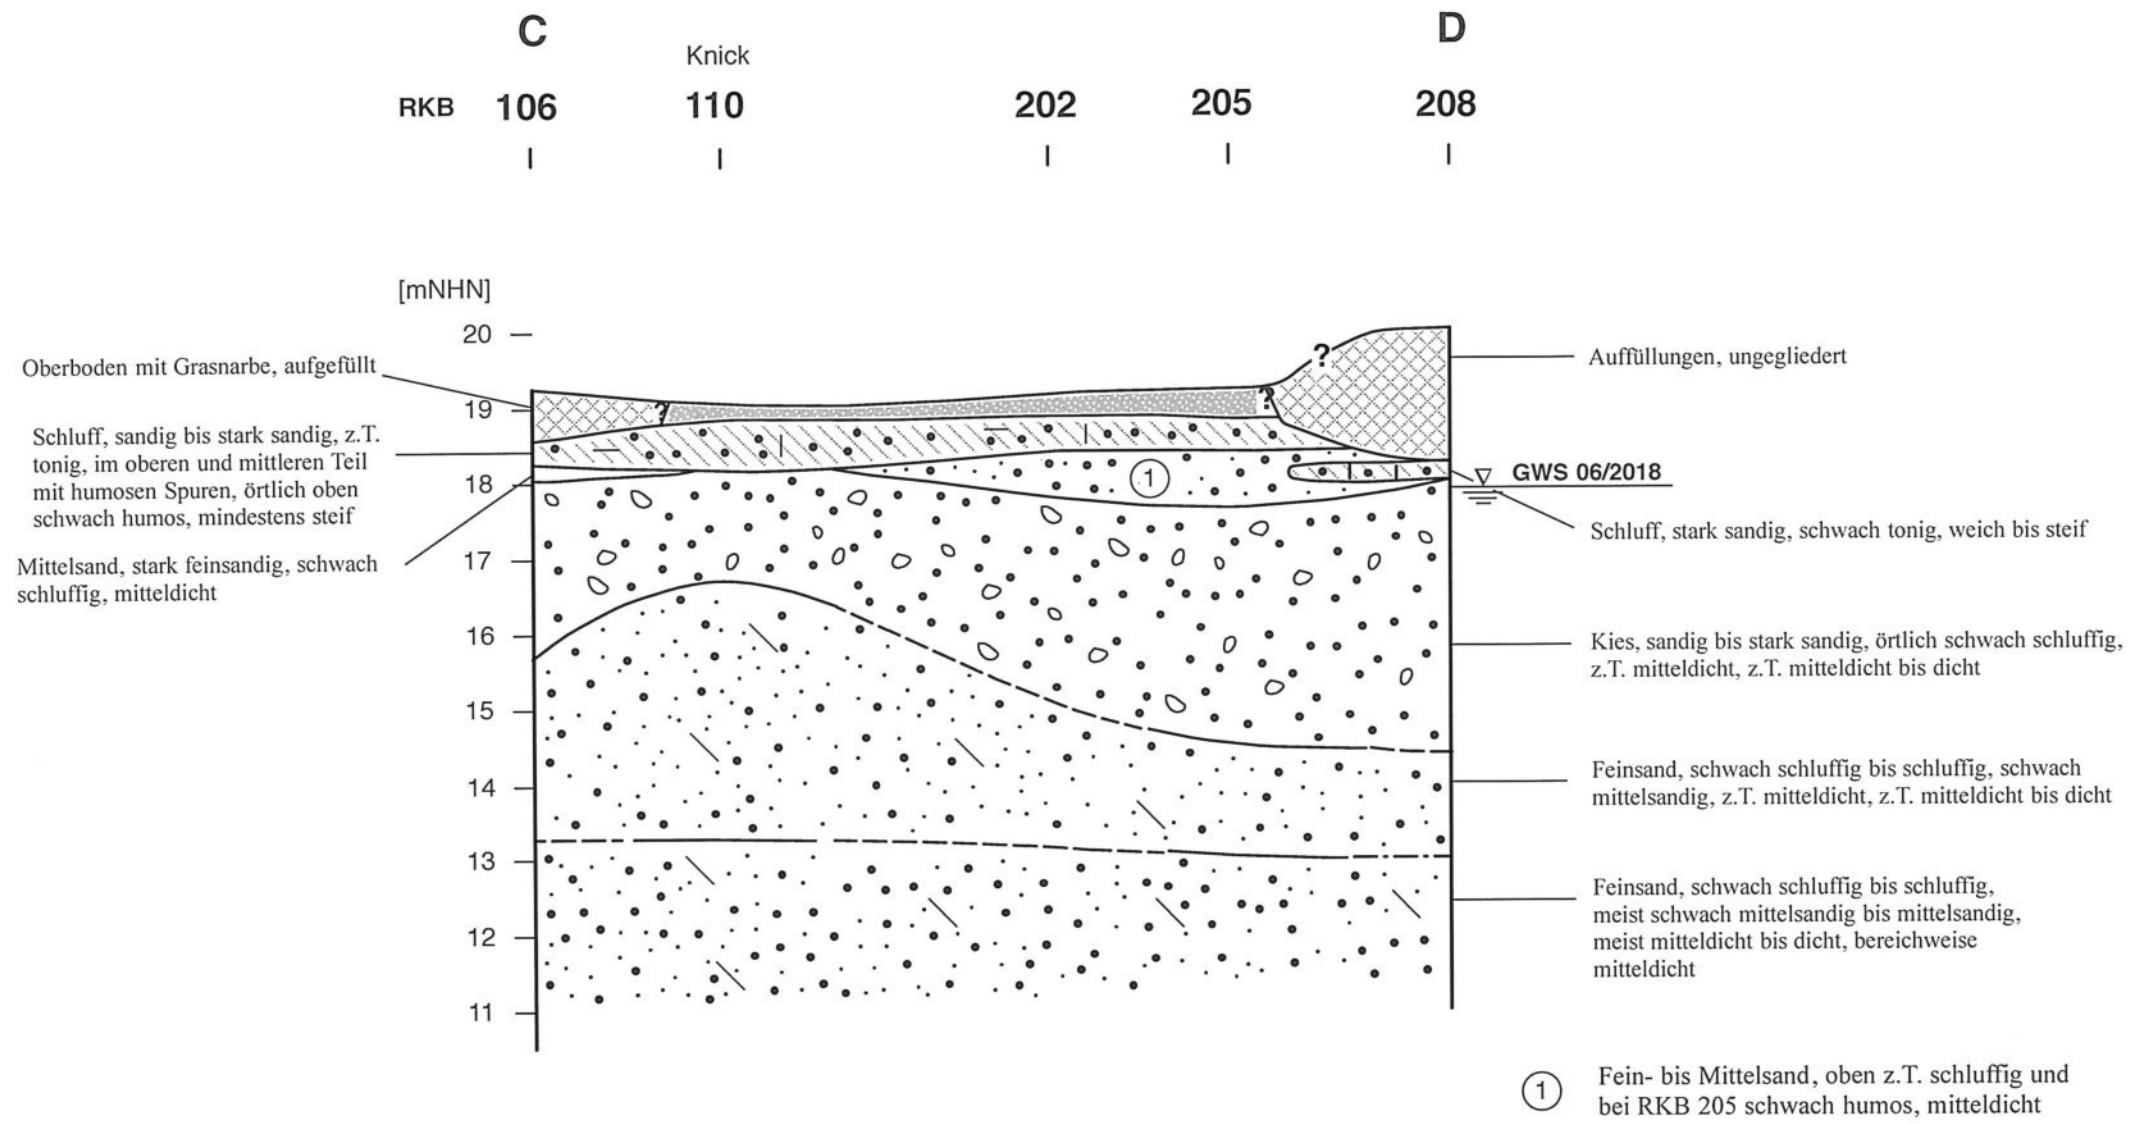 C D
Knick
RKB 106 110 202 205 208
[mNHN]
20
19
18
17
16
15
14
13
12
11
Oberboden mit Grasnarbe, aufgefüllt
Schluff, sandig bis stark sandig, z.T.
tonig, im oberen und mittleren Teil
mit humosen Spuren, örtlich oben
schwach humos, mindestens steif
Mittelsand, stark feinsandig, schwach
schluffig, mitteldicht
?
?
?
1
Auffüllungen, ungegliedert
GWS 06/2018
Schluff, stark sandig, schwach tonig, weich bis steif
Kies, sandig bis stark sandig, örtlich schwach schluffig,
z.T. mitteldicht, z.T. mitteldicht bis dicht
Feinsand, schwach schluffig bis schluffig, schwach
mittelsandig, z.T. mitteldicht, z.T. mitteldicht bis dicht
Feinsand, schwach schluffig bis schluffig,
meist schwach mittelsandig bis mittelsandig,
meist mitteldicht bis dicht, bereichweise
mitteldicht
1 Fein- bis Mittelsand, oben z.T. schluffig und
bei RKB 205 schwach humos, mitteldicht